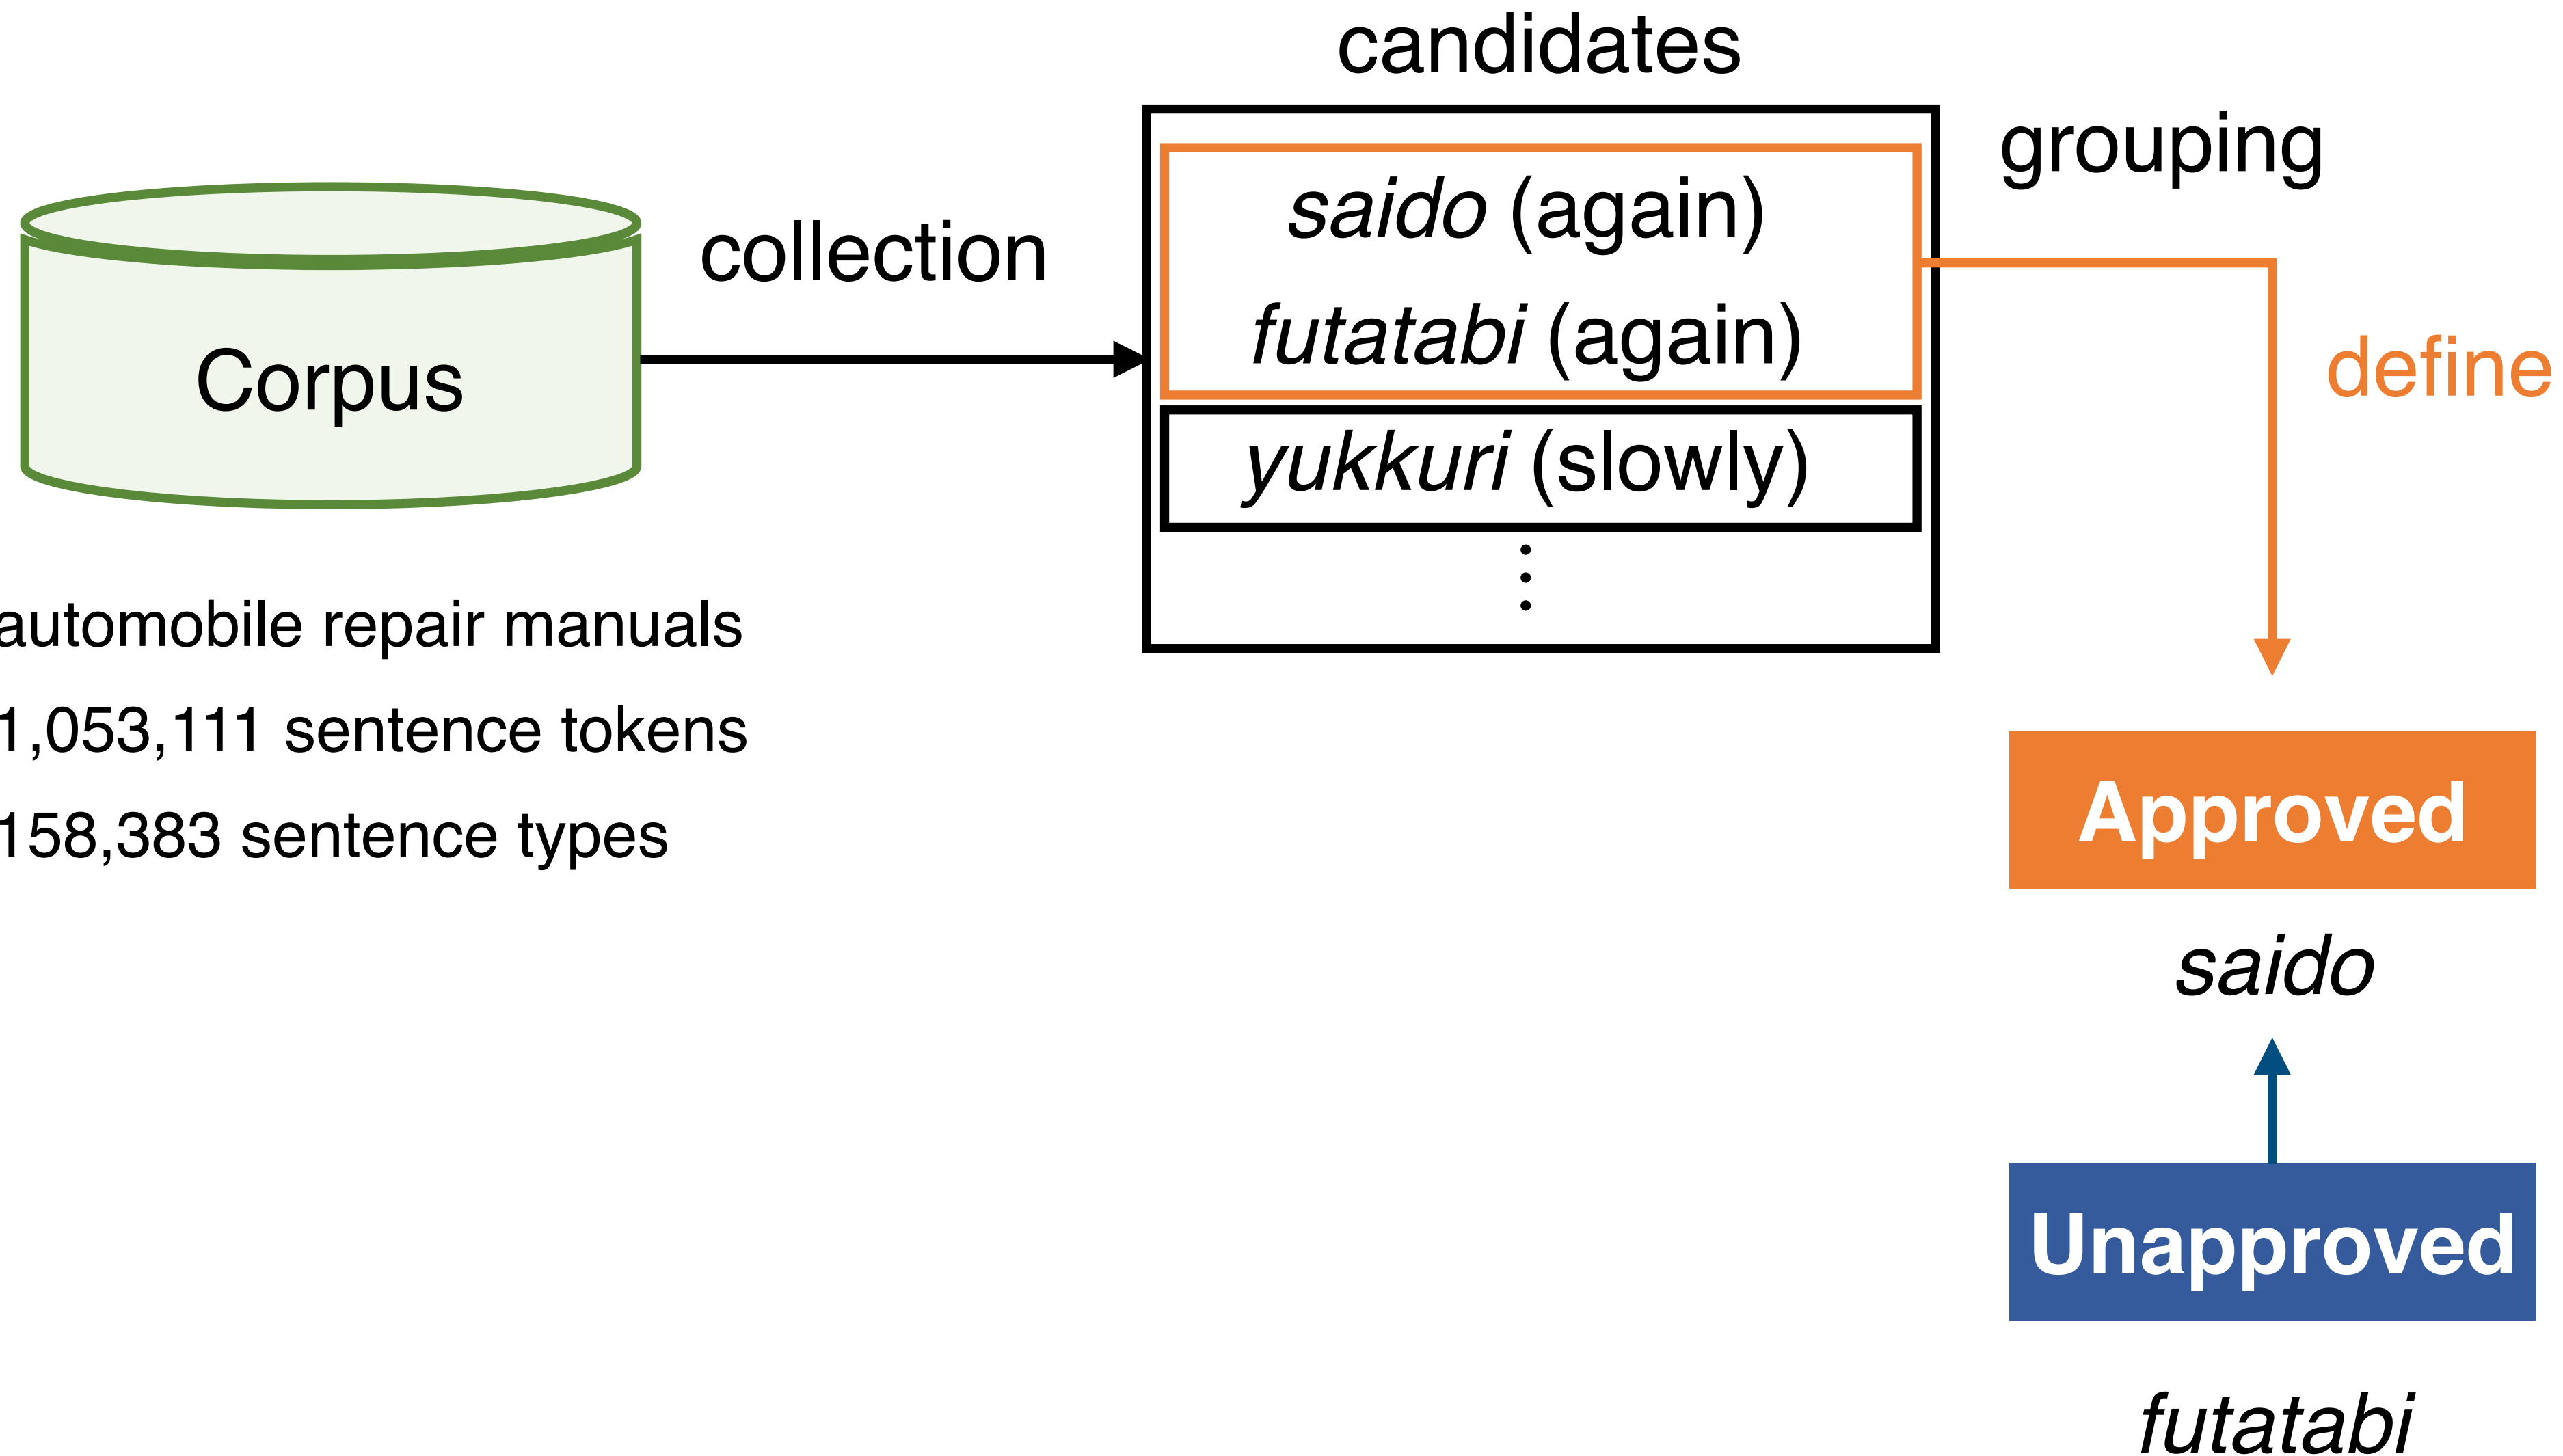 candidates
grouping
saido (again)
collection
futatabi (again)
define
Corpus
yukkuri (slowly)
automobile repair manuals
1,053,111 sentence tokens
158,383 sentence types
Approved
saido
Unapproved
futatabi